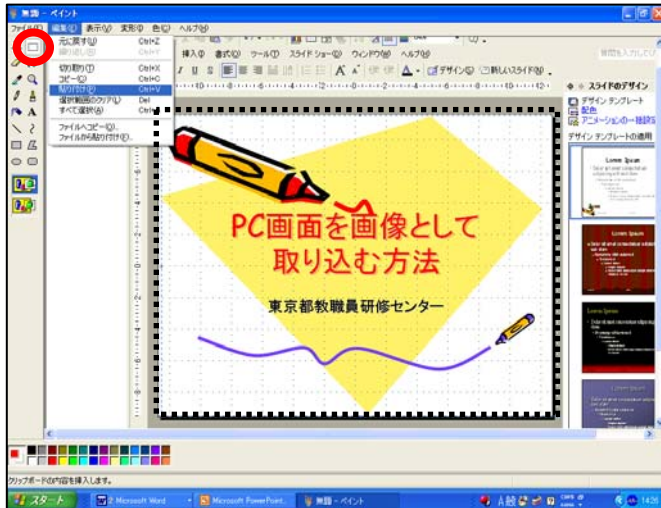 無題 - ペイント
ファイル(F) 編集(E) 表示(V) 変形(I) 色(C) ヘルプ(H)
元に戻す(U) Ctrl+Z
繰り返し(R) Ctrl+Y
切り取り(T) Ctrl+X
コピー(C) Ctrl+C
貼り付け(P) Ctrl+V
選択範囲のクリア(L) Del
すべて選択(A)
ファイルへコピー(O)...
ファイルから貼り付け(F)...
挿入(I) 書式(O) ツール(T) スライド ショー(D) ウィンドウ(W) ヘルプ(H)
デザイン(S) 新しいスライド(N)
スライドのデザイン
デザイン テンプレート
配色
アニメーションの一括設
デザイン テンプレートの適用
Lorem Ipsum
PC画面を画像として
取り込む方法
東京都教職員研修センター
Lorem Ipsum
Lorem Ipsum
Lorem Ipsum
クリップボードの内容を挿入します。
スタート
2 Microsoft Word
Microsoft PowerPoint...
無題 - ペイント
14:26